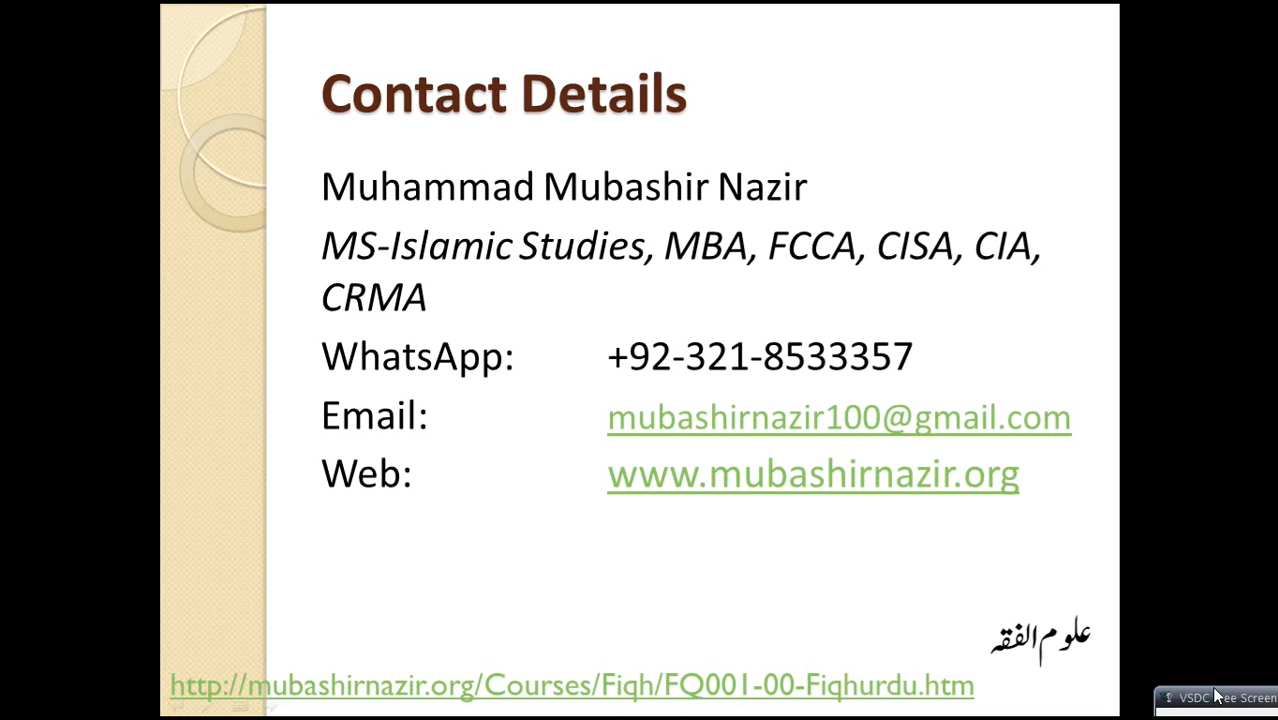 Contact Details
Muhammad Mubashir Nazir
MS-Islamic Studies, MBA, FCCA, CISA, CIA,
CRMA
WhatsApp: +92-321-8533357
Email: mubashirnazir100@gmail.com
Web: www.mubashirnazir.org
علوم الفقہ
http://mubashirnazir.org/Courses/Fiqh/FQ001-00-Fiqhurdu.htm
VSDC Free Screen